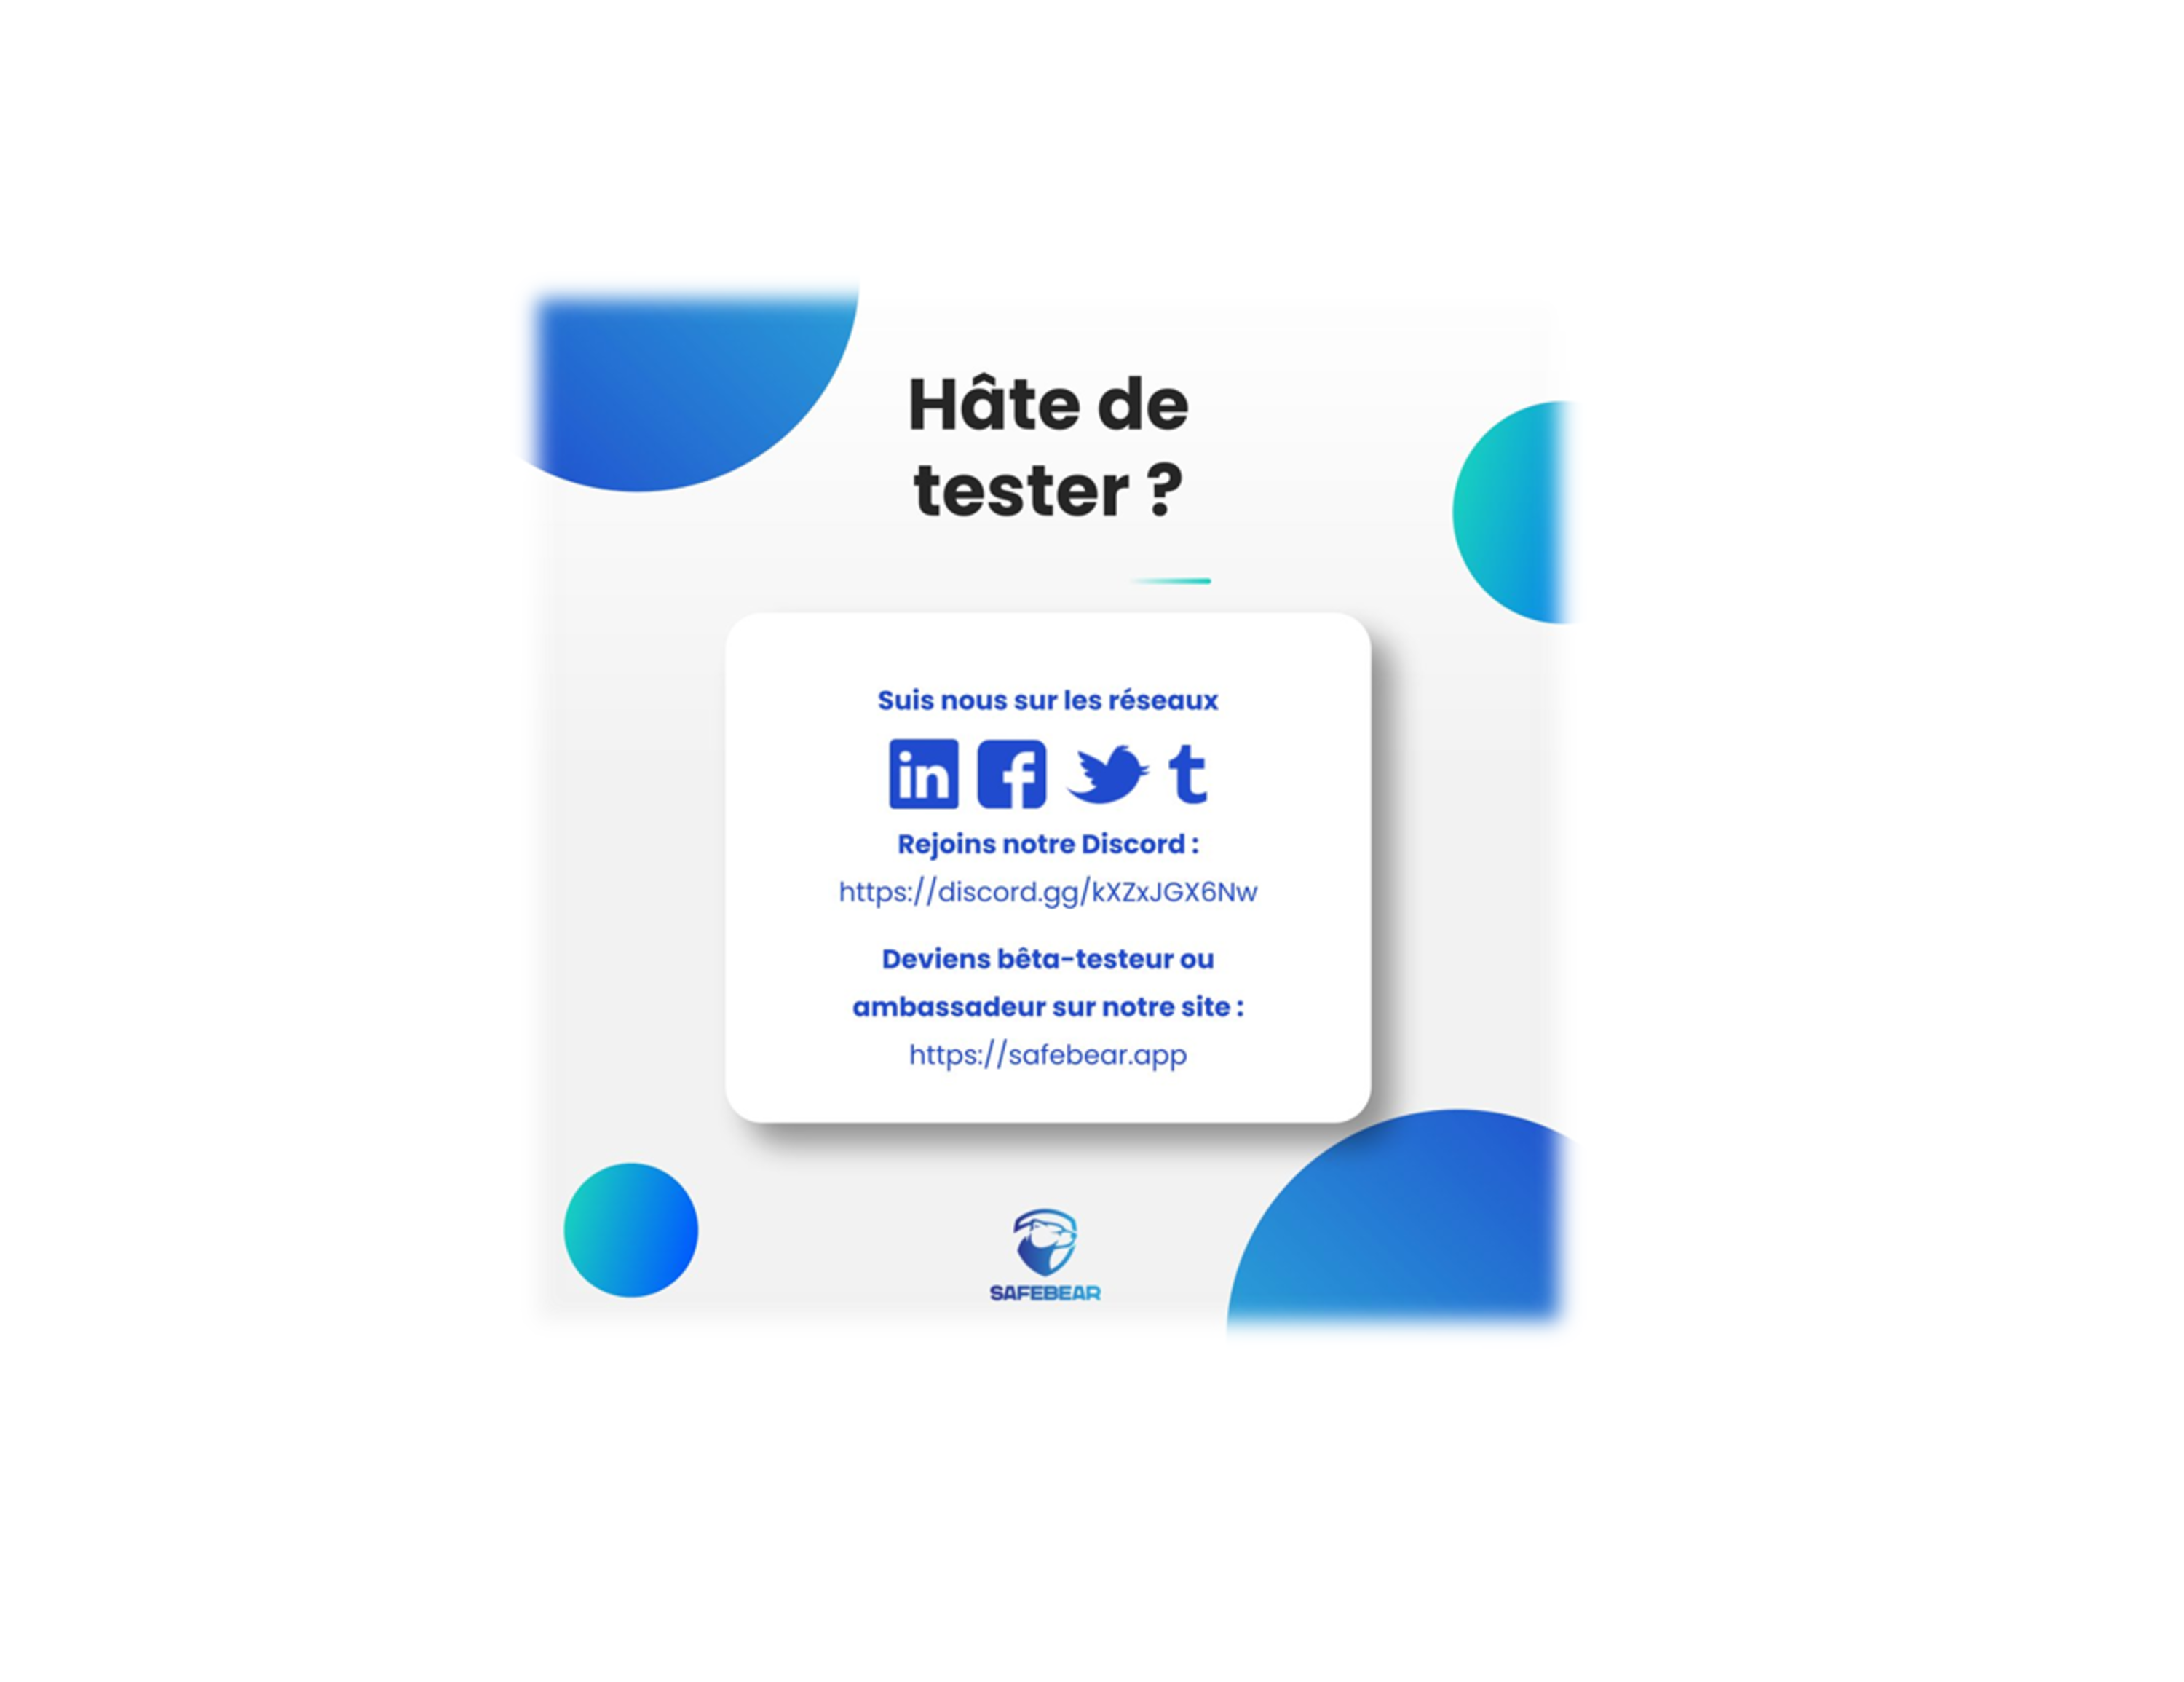 Hâte de
tester ?
Suis nous sur les réseaux
in f t
Rejoins notre Discord :
https://discord.gg/kXZxJGX6Nw
Deviens bêta-testeur ou
ambassadeur sur notre site :
https://safebear.app
SAFEBEAR